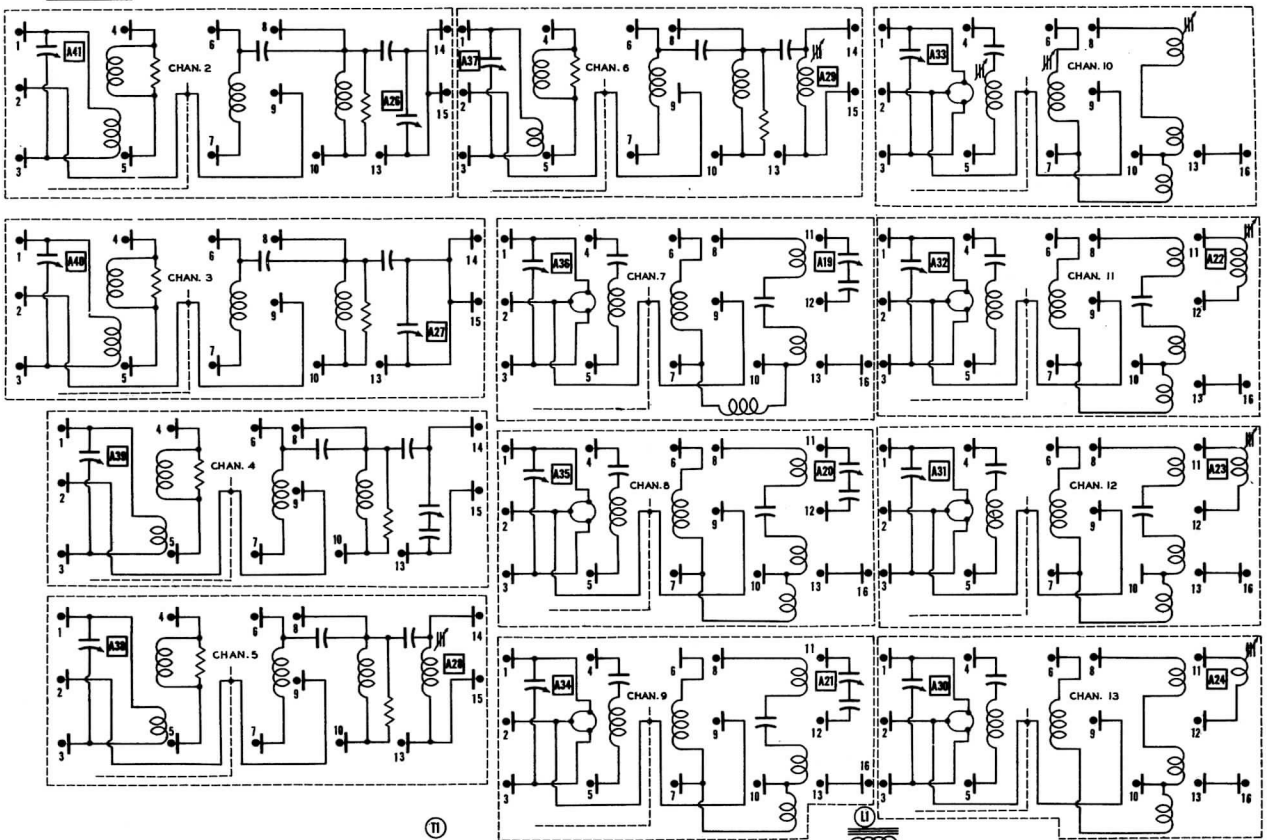 CHAN. 2
1 4 6 8 14
A41
2 9 A26 15
3 5 7 10 13
CHAN. 6
1 4 6 8 14
A37
2 9 A29 15
3 5 7 10 13
CHAN. 10
1 4 6 8
A33
2 9
3 5 7 10 13 16
CHAN. 3
1 4 6 8 14
A40
2 9 A27 15
3 5 7 10 13
CHAN. 7
1 4 6 8 11
A36 A19
2 9 12
3 5 7 10 13 16
CHAN. 11
1 4 6 8 11
A32 A22
2 9 12
3 5 7 10 13 16
CHAN. 4
1 4 6 8 14
A39
2 9 15
3 5 7 10 13
CHAN. 8
1 4 6 8 11
A35 A20
2 9 12
3 5 7 10 13 16
CHAN. 12
1 4 6 8 11
A31 A23
2 9 12
3 5 7 10 13 16
CHAN. 5
1 4 6 8 14
A38 A28
2 9 15
3 5 7 10 13
CHAN. 9
1 4 6 8 11
A34 A21
2 9 12
3 5 7 10 13 16
CHAN. 13
1 4 6 8 11
A30 A24
2 9 12
3 5 7 10 13 16
T1
L1